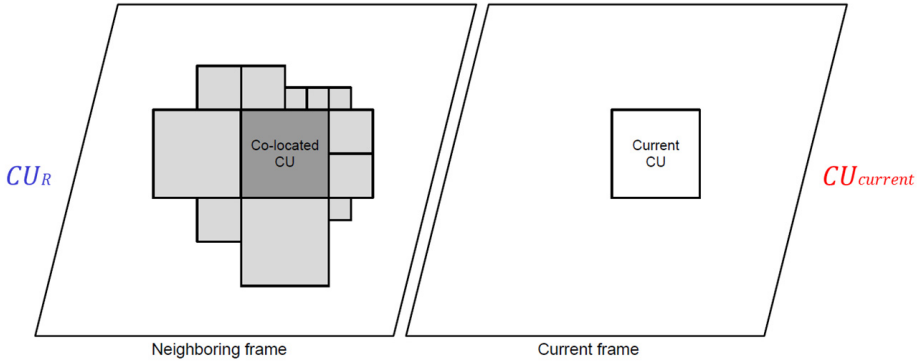 Co-located
CU
Current
CU
CU_R
CU_current
Neighboring frame
Current frame